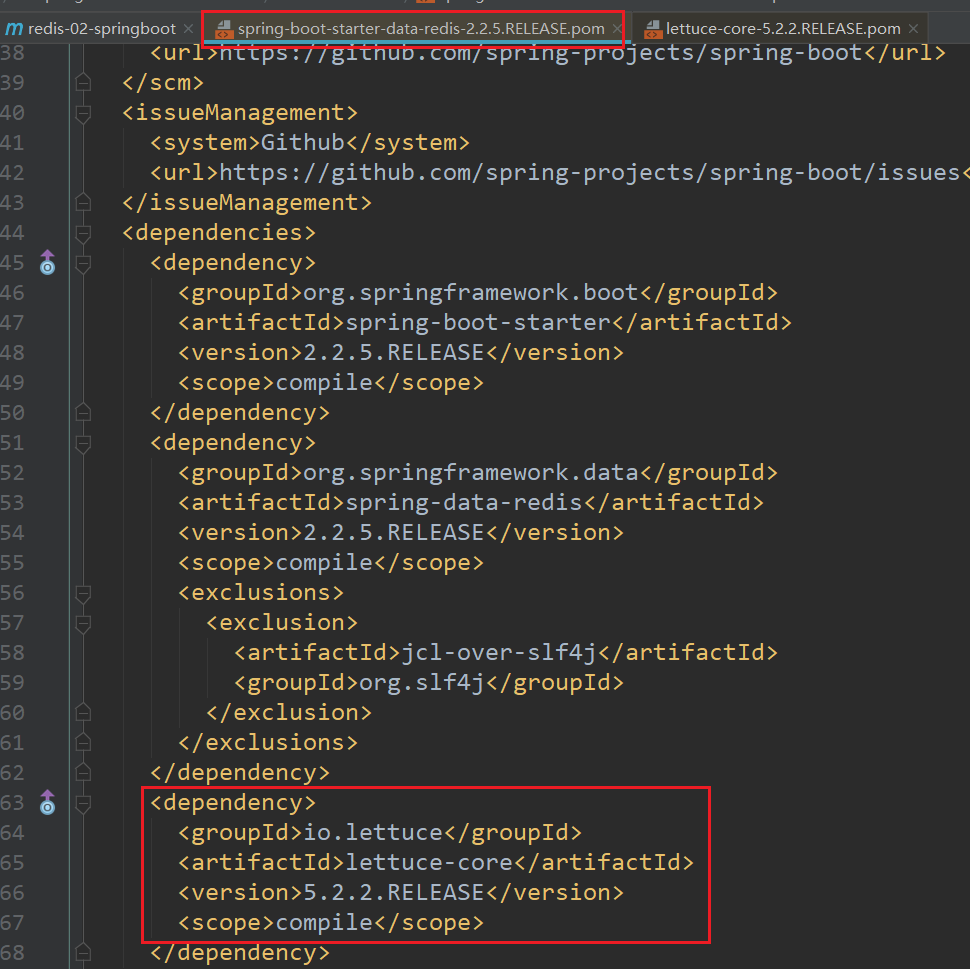 redis-02-springboot spring-boot-starter-data-redis-2.2.5.RELEASE.pom lettuce-core-5.2.2.RELEASE.pom
38 <url>https://github.com/spring-projects/spring-boot</url>
39 </scm>
40 <issueManagement>
41 <system>Github</system>
42 <url>https://github.com/spring-projects/spring-boot/issues<
43 </issueManagement>
44 <dependencies>
45 <dependency>
46 <groupId>org.springframework.boot</groupId>
47 <artifactId>spring-boot-starter</artifactId>
48 <version>2.2.5.RELEASE</version>
49 <scope>compile</scope>
50 </dependency>
51 <dependency>
52 <groupId>org.springframework.data</groupId>
53 <artifactId>spring-data-redis</artifactId>
54 <version>2.2.5.RELEASE</version>
55 <scope>compile</scope>
56 <exclusions>
57 <exclusion>
58 <artifactId>jcl-over-slf4j</artifactId>
59 <groupId>org.slf4j</groupId>
60 </exclusion>
61 </exclusions>
62 </dependency>
63 <dependency>
64 <groupId>io.lettuce</groupId>
65 <artifactId>lettuce-core</artifactId>
66 <version>5.2.2.RELEASE</version>
67 <scope>compile</scope>
68 </dependency>